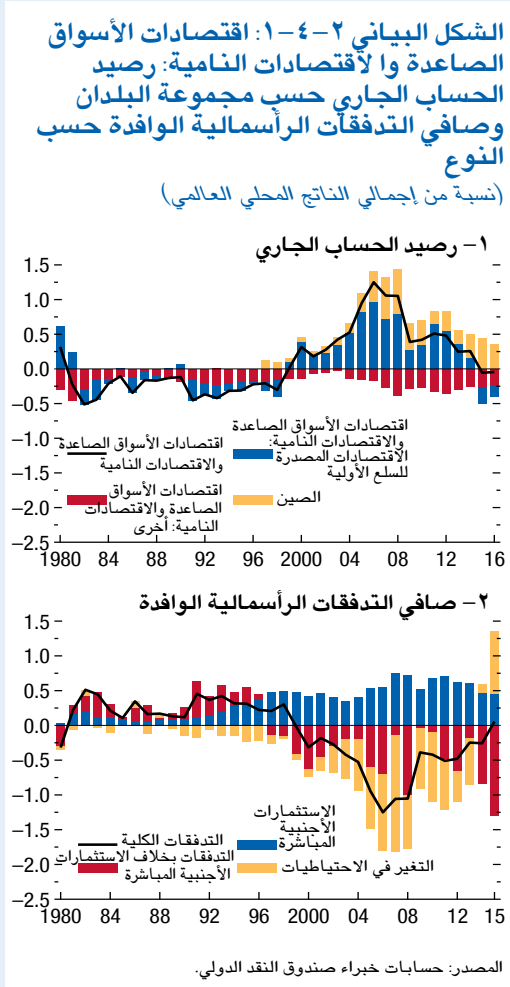 الشكل البياني ٢-٤-١: اقتصادات الأسواق
الصاعدة وا لاقتصادات النامية: رصيد
الحساب الجاري حسب مجموعة البلدان
وصافي التدفقات الرأسمالية الوافدة حسب
النوع
(نسبة من إجمالي الناتج المحلي العالمي)
١- رصيد الحساب الجاري
1.5
1.0
0.5
0.0
–0.5
–1.0
–1.5
–2.0
–2.5
اقتصادات الأسواق الصاعدة
والاقتصادات النامية:
الاقتصادات المصدرة
للسلع الأولية
اقتصادات الأسواق الصاعدة
والاقتصادات النامية
الصين
اقتصادات الأسواق
الصاعدة والاقتصادات
النامية: أخرى
1980 84 88 92 96 2000 04 08 12 16
٢- صافي التدفقات الرأسمالية الوافدة
1.5
1.0
0.5
0.0
–0.5
–1.0
–1.5
–2.0
–2.5
الاستثمارات
الأجنبية
المباشرة
التدفقات الكلية
التغير في الاحتياطيات
التدفقات بخلاف الاستثمارات
الأجنبية المباشرة
1980 84 88 92 96 2000 04 08 12 15
المصدر: حسابات خبراء صندوق النقد الدولي.